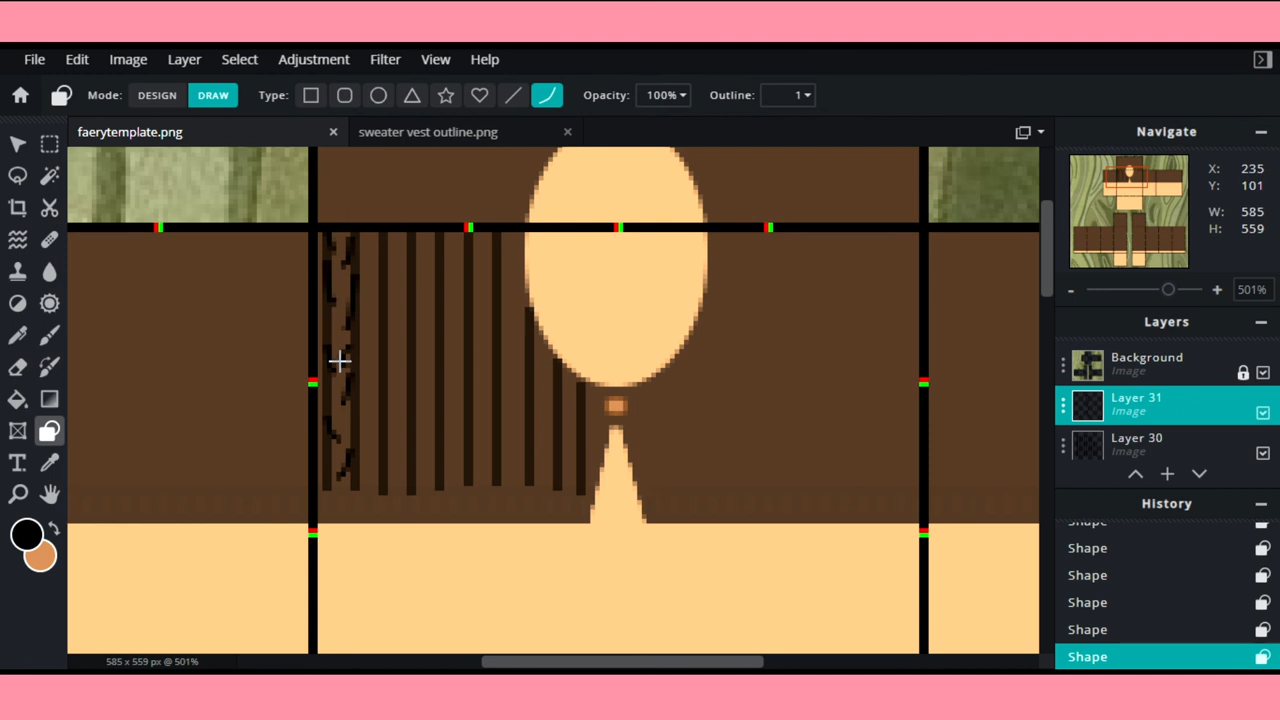 File Edit Image Layer Select Adjustment Filter View Help
Mode: DESIGN DRAW Type: Opacity: 100% Outline: 1
faerytemplate.png sweater vest outline.png
Navigate
X: 235
Y: 101
W: 585
H: 559
- + 501%
Layers
Background
Image
Layer 31
Image
Layer 30
Image
History
Shape
Shape
Shape
Shape
Shape
585 x 559 px @ 501%